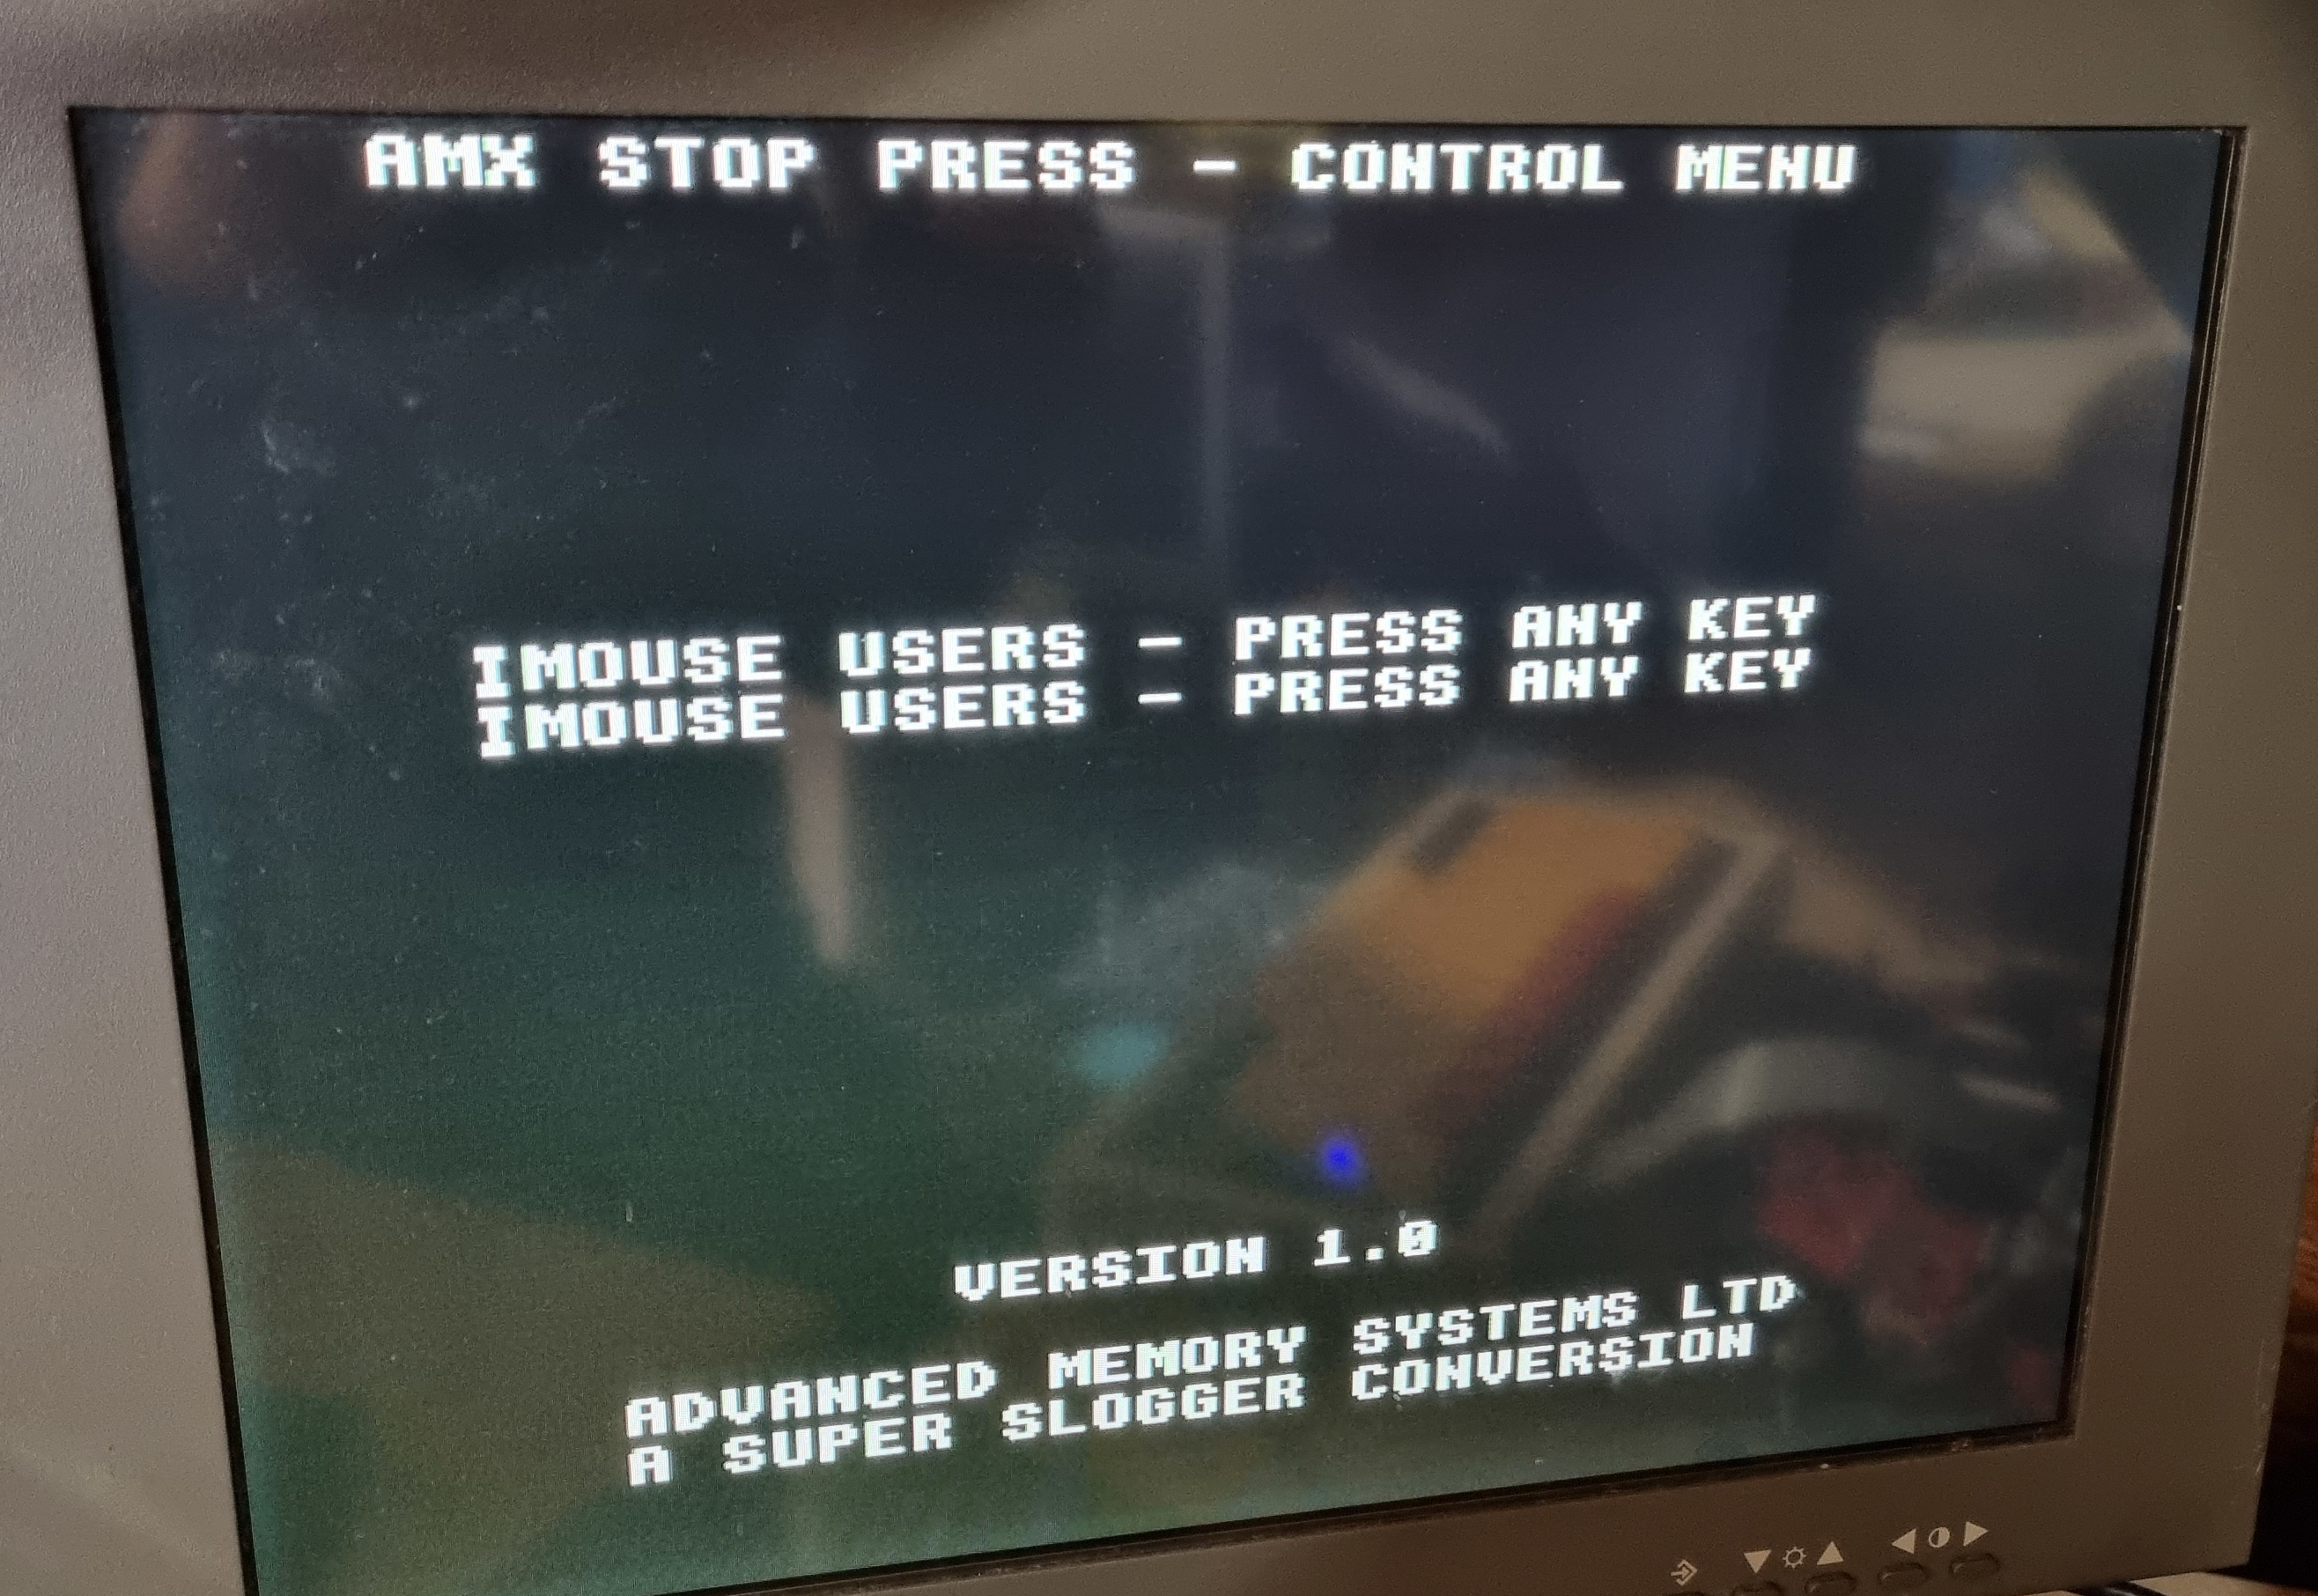 AMX STOP PRESS - CONTROL MENU
IMOUSE USERS - PRESS ANY KEY
IMOUSE USERS - PRESS ANY KEY
VERSION 1.0
ADVANCED MEMORY SYSTEMS LTD
A SUPER SLOGGER CONVERSION